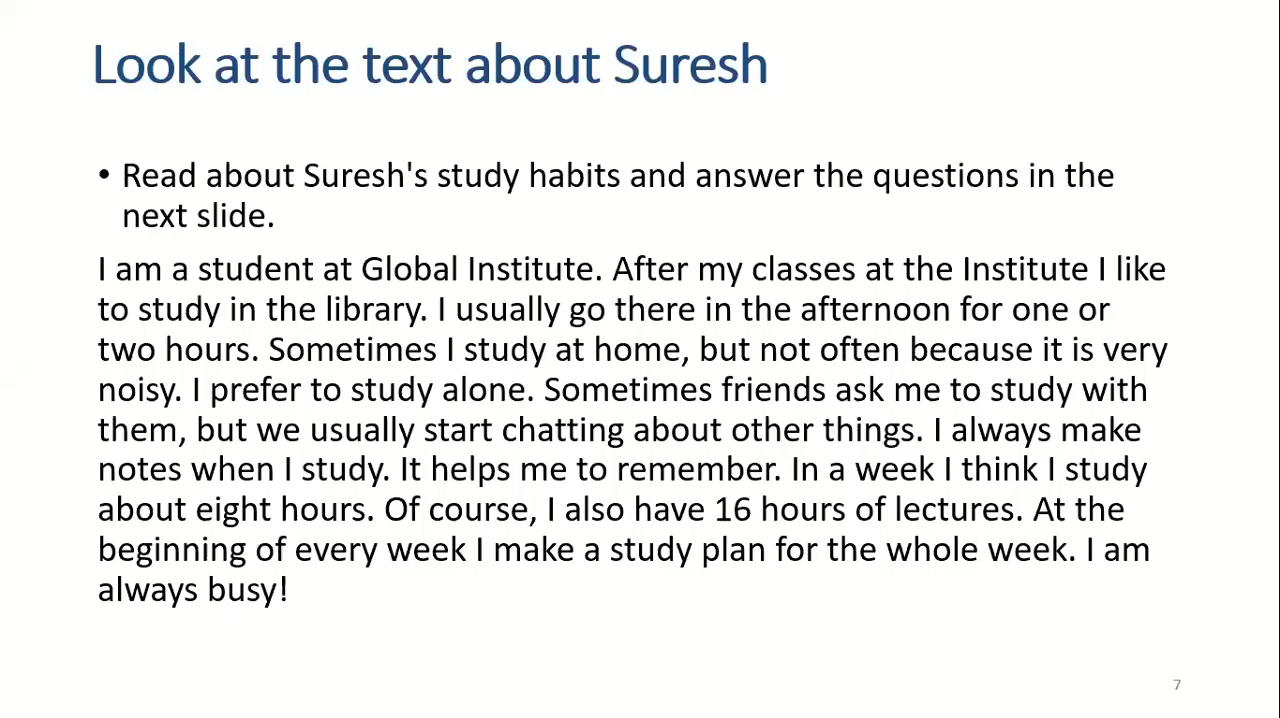 Look at the text about Suresh
• Read about Suresh's study habits and answer the questions in the
next slide.
I am a student at Global Institute. After my classes at the Institute I like
to study in the library. I usually go there in the afternoon for one or
two hours. Sometimes I study at home, but not often because it is very
noisy. I prefer to study alone. Sometimes friends ask me to study with
them, but we usually start chatting about other things. I always make
notes when I study. It helps me to remember. In a week I think I study
about eight hours. Of course, I also have 16 hours of lectures. At the
beginning of every week I make a study plan for the whole week. I am
always busy!
7